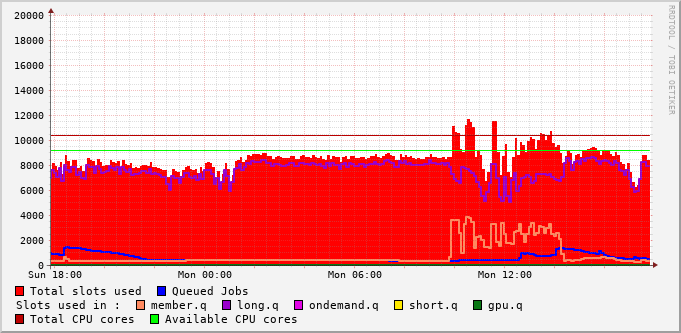 20000
18000
16000
14000
12000
10000
8000
6000
4000
2000
0
Sun 18:00 Mon 00:00 Mon 06:00 Mon 12:00
RRDTOOL / TOBI OETIKER
Total slots used Queued Jobs
Slots used in : member.q long.q ondemand.q short.q gpu.q
Total CPU cores Available CPU cores